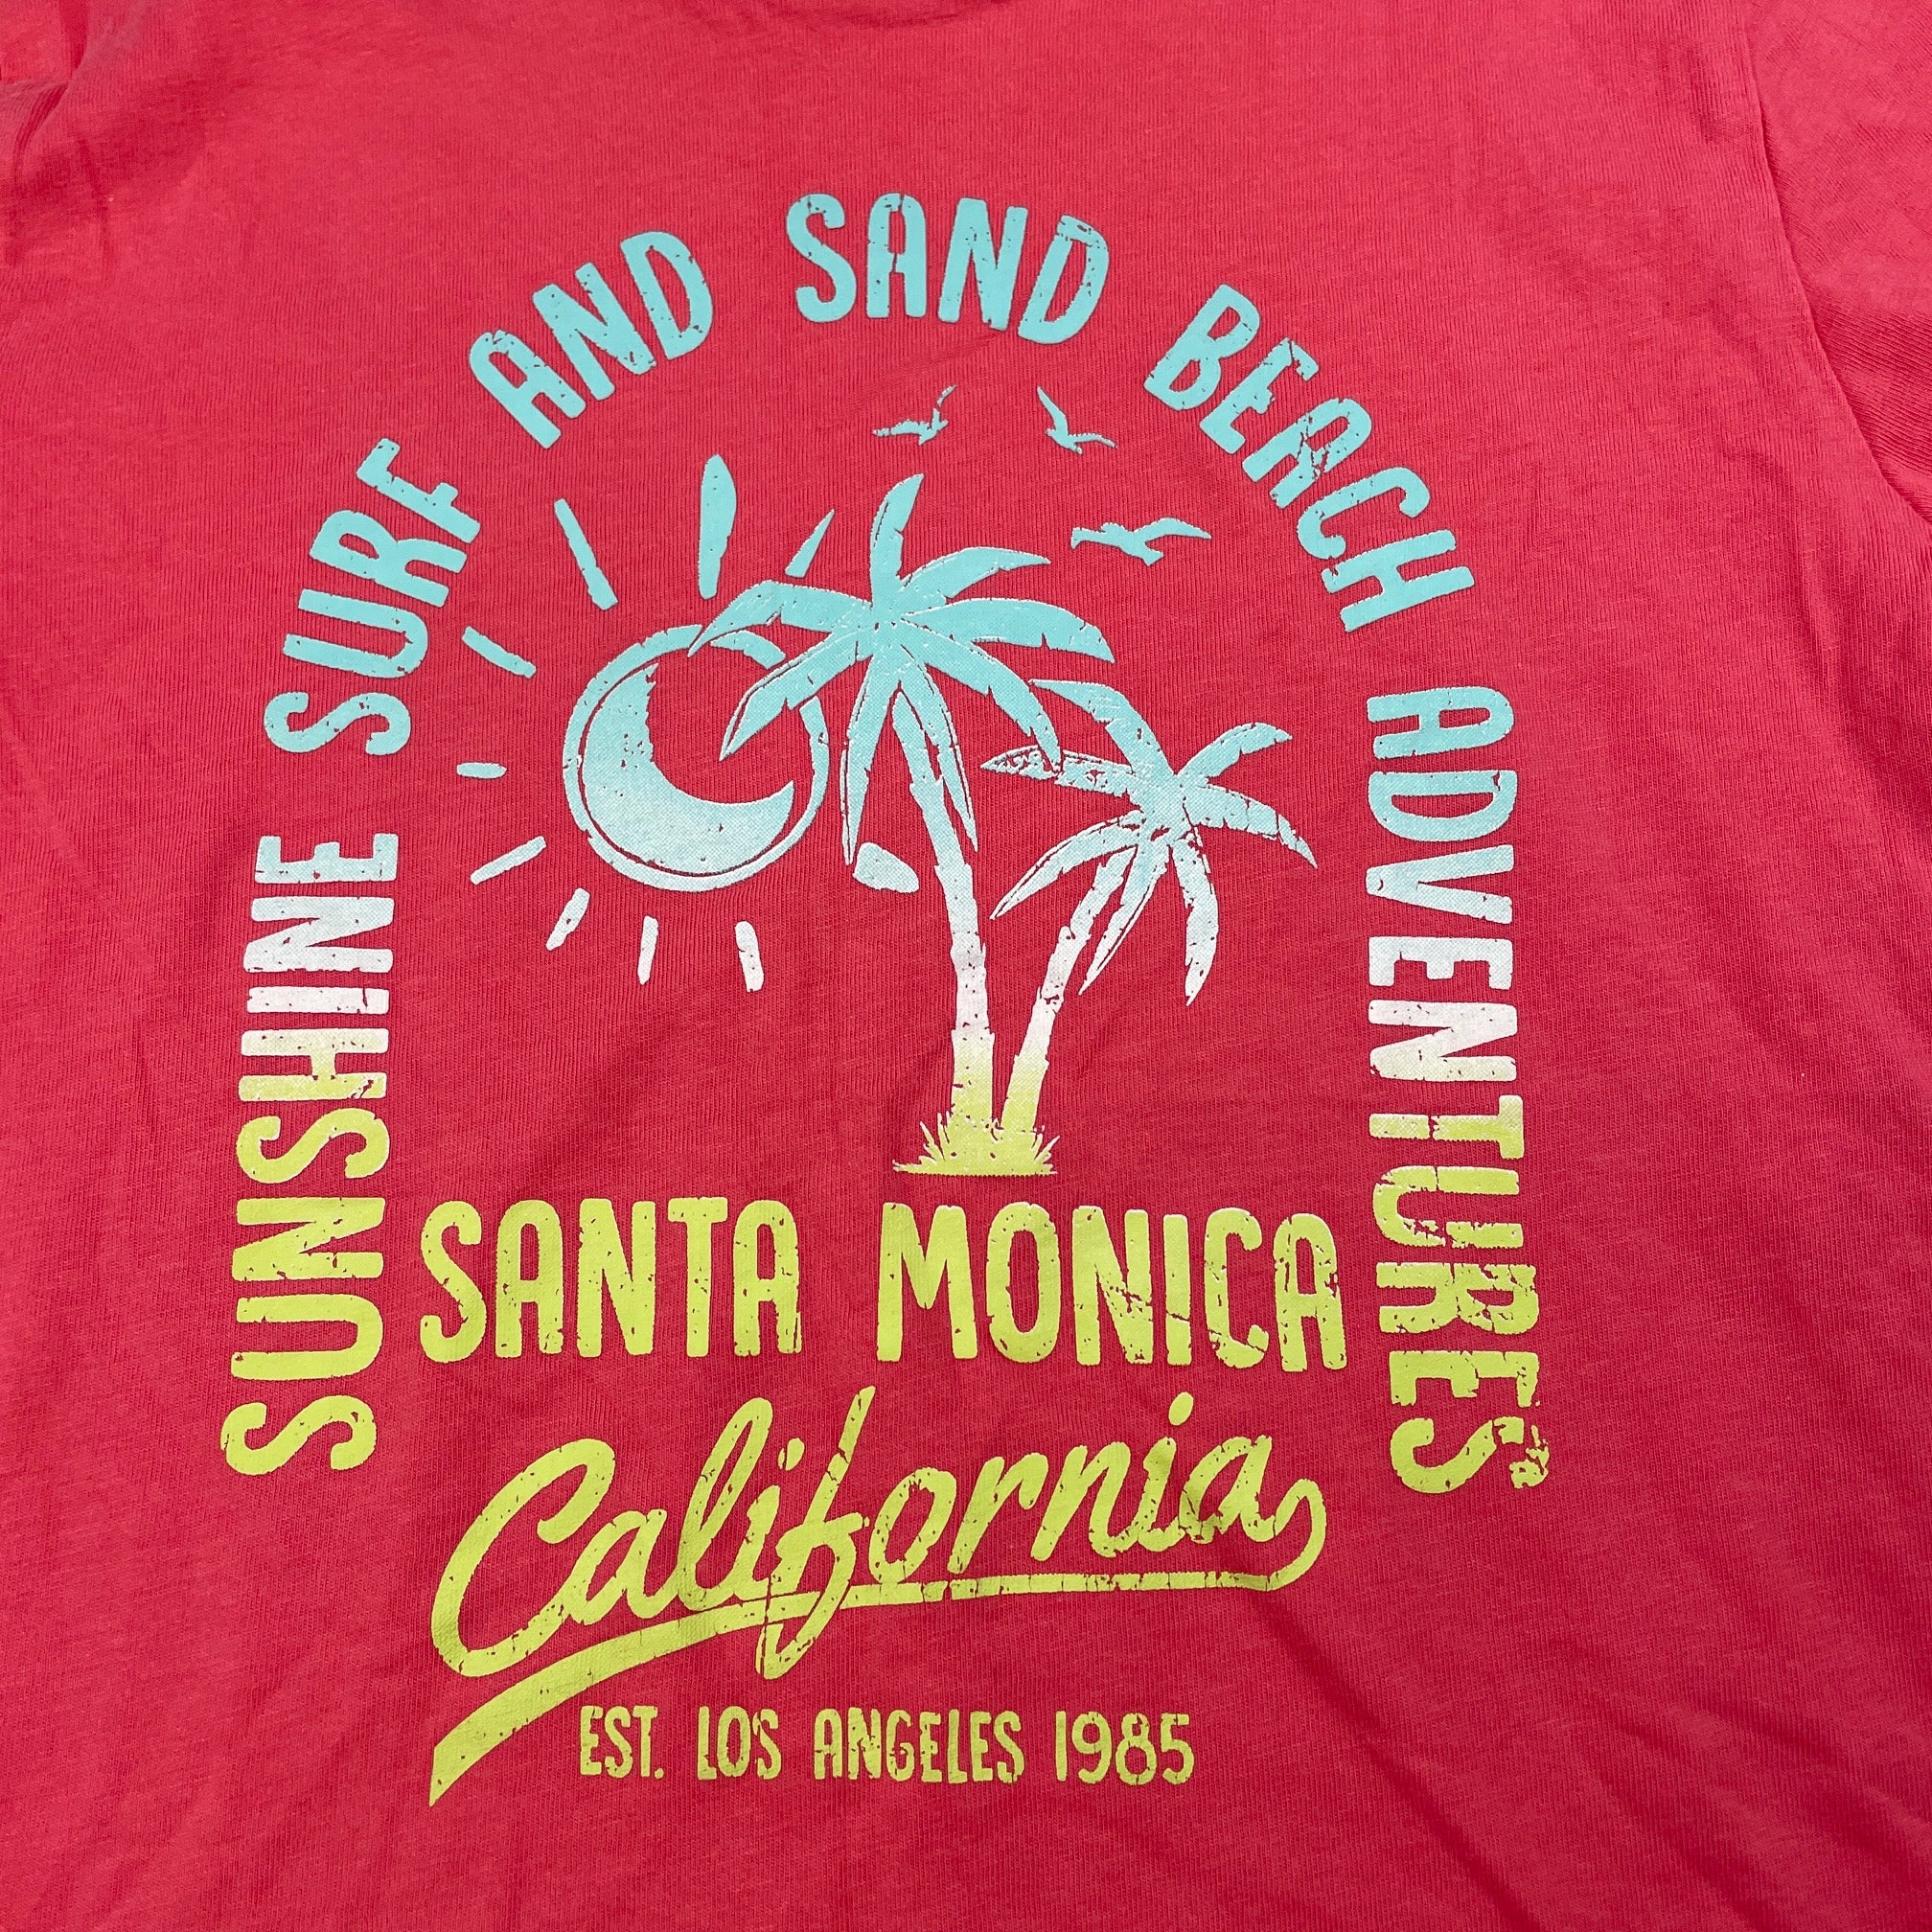 SUNSHINE SURF AND SAND BEACH ADVENTURES
SANTA MONICA
California
EST. LOS ANGELES 1985